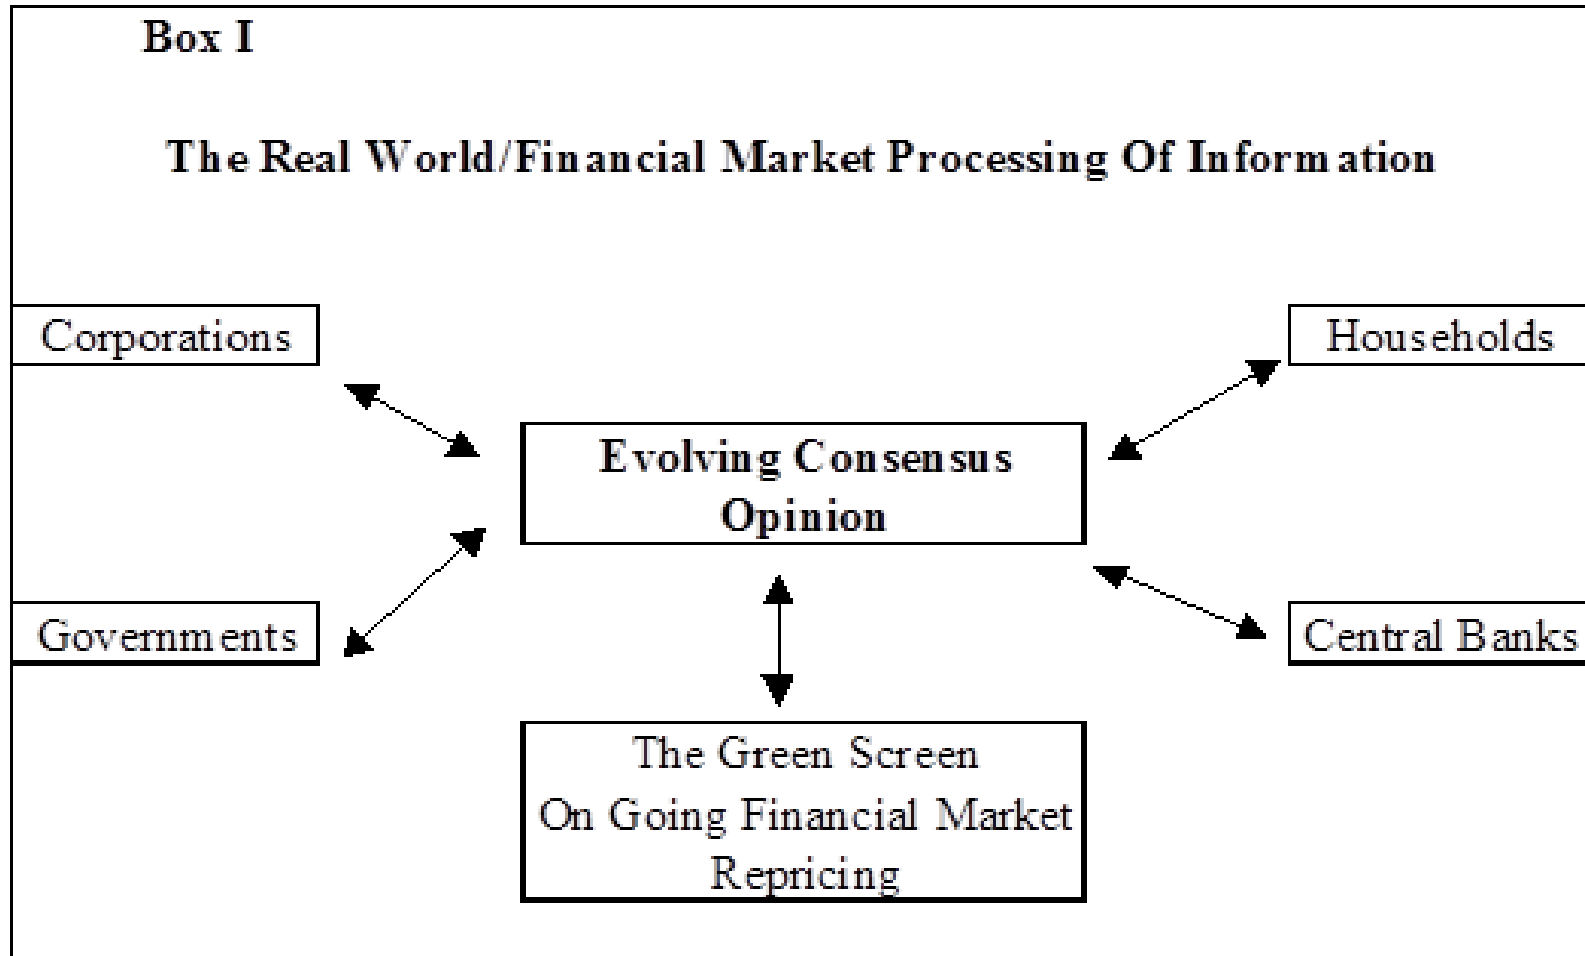 Box I
The Real World/Financial Market Processing Of Information
Corporations
Households
Evolving Consensus
Opinion
Governments
Central Banks
The Green Screen
On Going Financial Market
Repricing